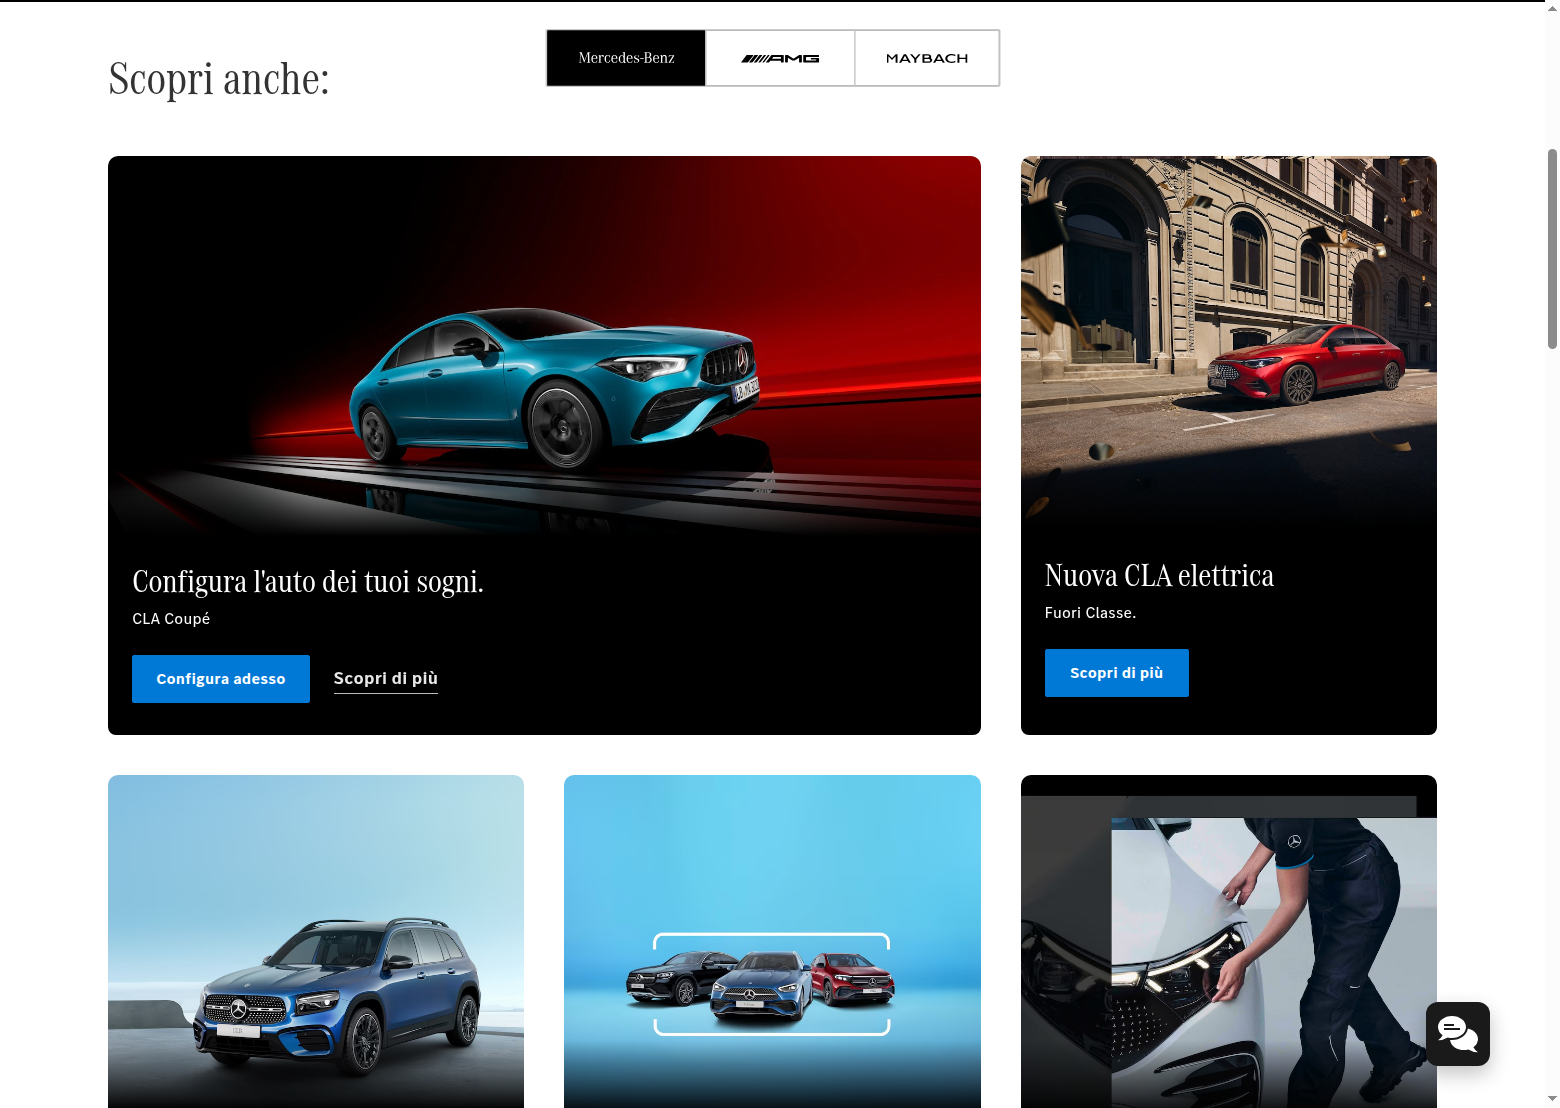 Scopri anche:
Mercedes-Benz
AMG
MAYBACH
Configura l'auto dei tuoi sogni.
CLA Coupé
Configura adesso
Scopri di più
Nuova CLA elettrica
Fuori Classe.
Scopri di più